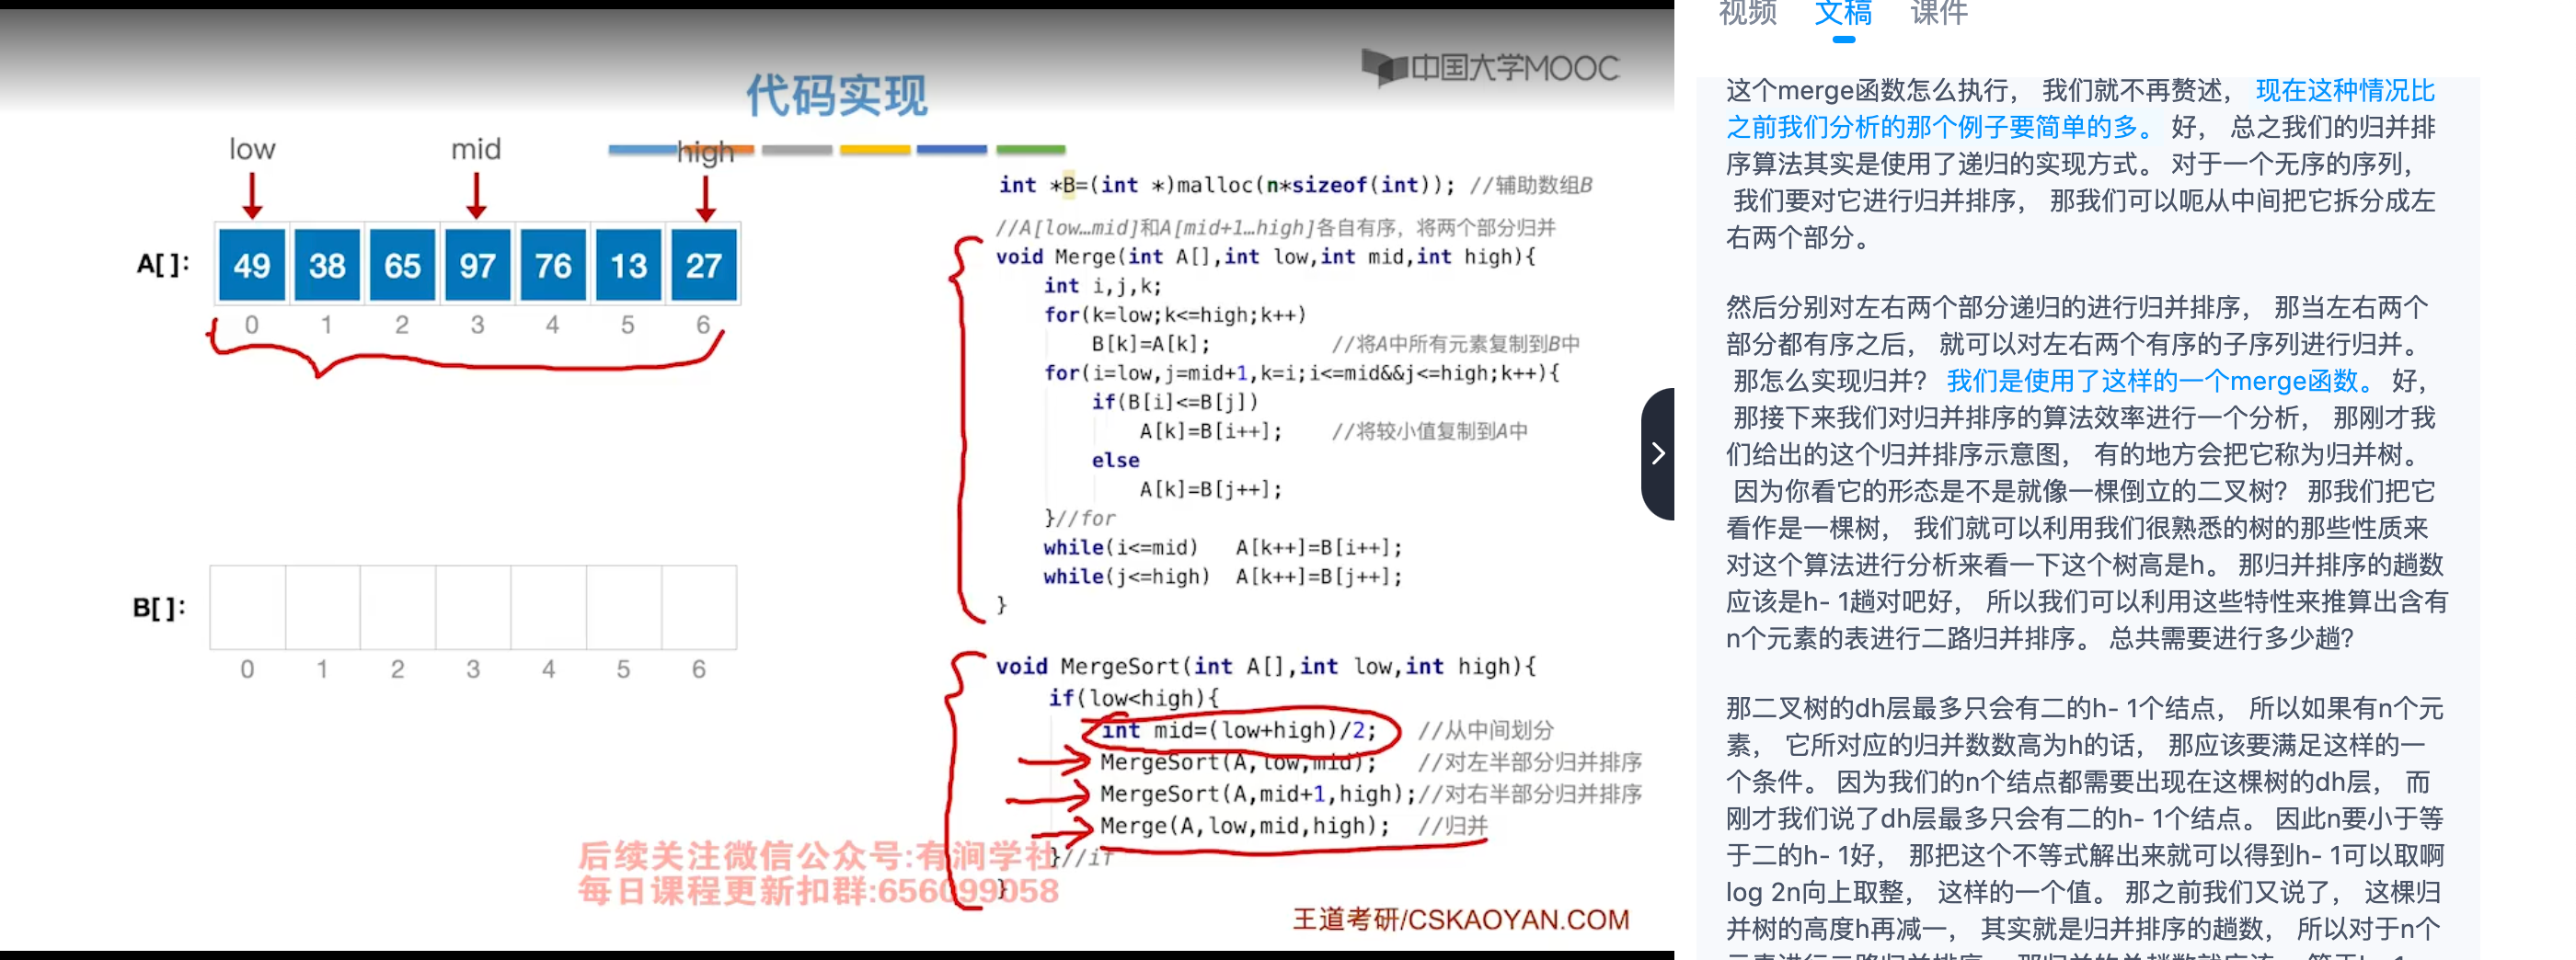 中国大学MOOC
代码实现
low mid high
A[ ]: 49 38 65 97 76 13 27
0 1 2 3 4 5 6
B[ ]:
0 1 2 3 4 5 6
int *B=(int *)malloc(n*sizeof(int)); //辅助数组B
//A[low…mid]和A[mid+1…high]各自有序，将两个部分归并
void Merge(int A[],int low,int mid,int high){
int i,j,k;
for(k=low;k<=high;k++)
B[k]=A[k]; //将A中所有元素复制到B中
for(i=low,j=mid+1,k=i;i<=mid&&j<=high;k++){
if(B[i]<=B[j])
A[k]=B[i++]; //将较小值复制到A中
else
A[k]=B[j++];
}//for
while(i<=mid) A[k++]=B[i++];
while(j<=high) A[k++]=B[j++];
}
void MergeSort(int A[],int low,int high){
if(low<high){
int mid=(low+high)/2; //从中间划分
MergeSort(A,low,mid); //对左半部分归并排序
MergeSort(A,mid+1,high);//对右半部分归并排序
Merge(A,low,mid,high); //归并
}//if
}
后续关注微信公众号:有涧学社
每日课程更新扣群:656099058
王道考研/CSKAOYAN.COM
视频 文稿 课件
这个merge函数怎么执行， 我们就不再赘述， 现在这种情况比
之前我们分析的那个例子要简单的多。 好， 总之我们的归并排
序算法其实是使用了递归的实现方式。 对于一个无序的序列，
我们要对它进行归并排序， 那我们可以呃从中间把它拆分成左
右两个部分。
然后分别对左右两个部分递归的进行归并排序， 那当左右两个
部分都有序之后， 就可以对左右两个有序的子序列进行归并。
那怎么实现归并？ 我们是使用了这样的一个merge函数。 好，
那接下来我们对归并排序的算法效率进行一个分析， 那刚才我
们给出的这个归并排序示意图， 有的地方会把它称为归并树。
因为你看它的形态是不是就像一棵倒立的二叉树？ 那我们把它
看作是一棵树， 我们就可以利用我们很熟悉的树的那些性质来
对这个算法进行分析来看一下这个树高是h。 那归并排序的趟数
应该是h- 1趟对吧好， 所以我们可以利用这些特性来推算出含有
n个元素的表进行二路归并排序。 总共需要进行多少趟？
那二叉树的dh层最多只会有二的h- 1个结点， 所以如果有n个元
素， 它所对应的归并数数高为h的话， 那应该要满足这样的一
个条件。 因为我们的n个结点都需要出现在这棵树的dh层， 而
刚才我们说了dh层最多只会有二的h- 1个结点。 因此n要小于等
于二的h- 1好， 那把这个不等式解出来就可以得到h- 1可以取啊
log 2n向上取整， 这样的一个值。 那之前我们又说了， 这棵归
并树的高度h再减一， 其实就是归并排序的趟数， 所以对于n个